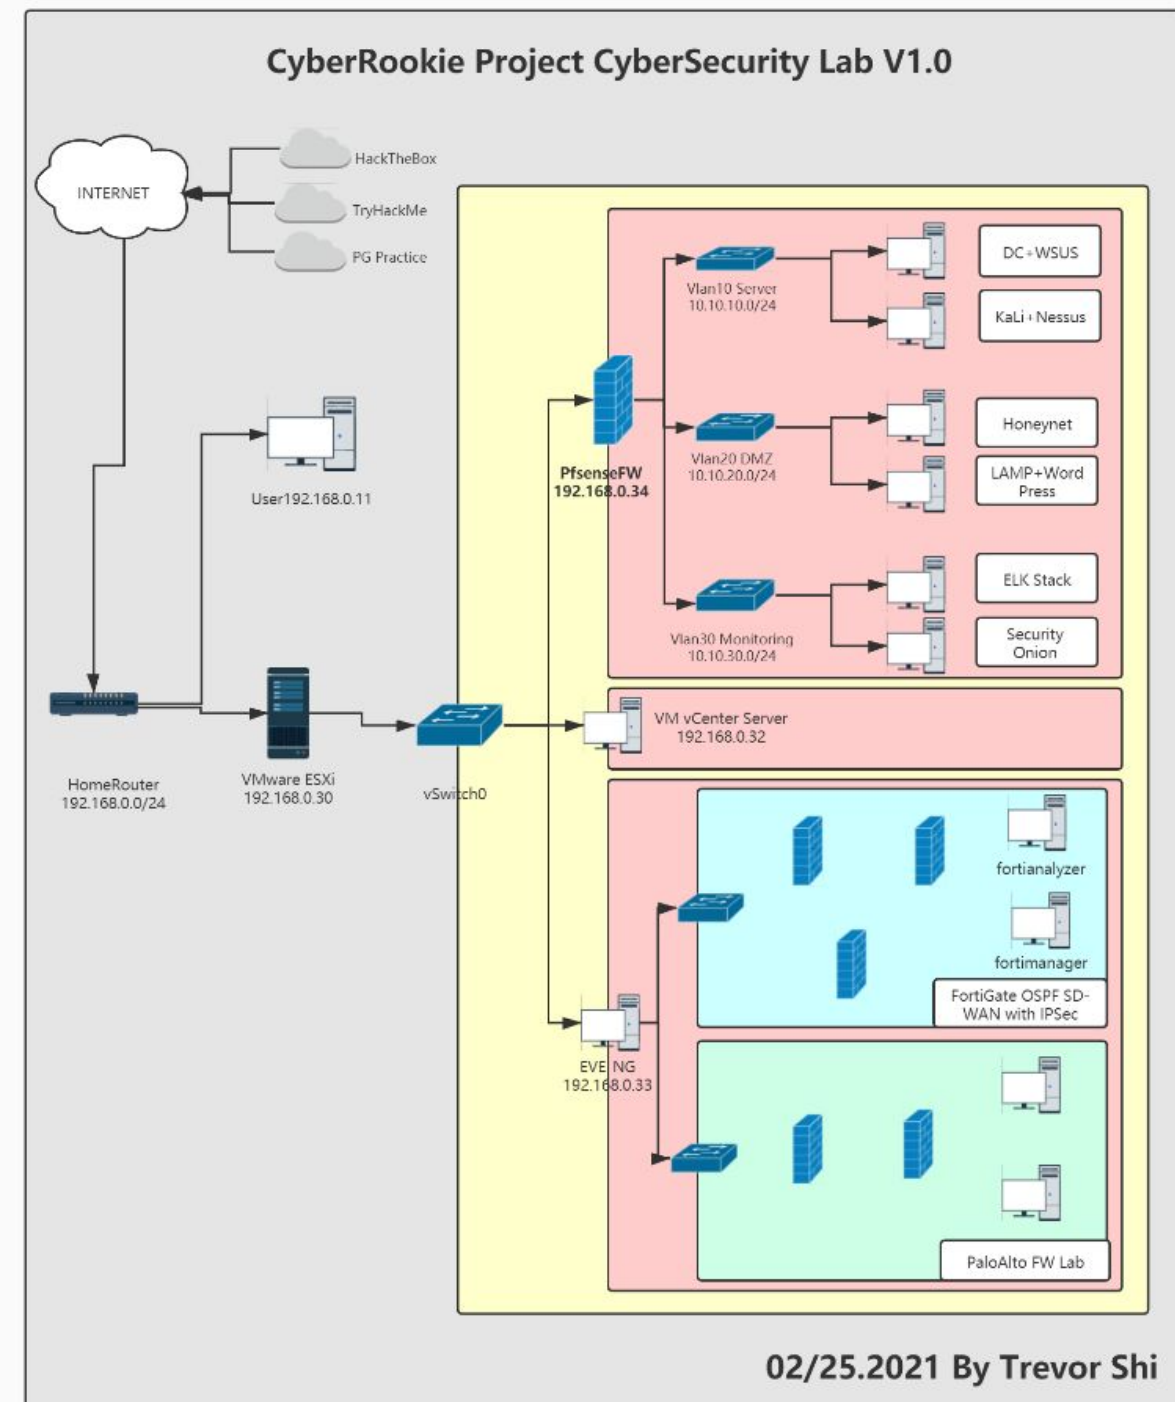 CyberRookie Project CyberSecurity Lab V1.0
INTERNET
HackTheBox
TryHackMe
PG Practice
User192.168.0.11
HomeRouter
192.168.0.0/24
VMware ESXi
192.168.0.30
vSwitch0
PfsenseFW
192.168.0.34
Vlan10 Server
10.10.10.0/24
DC+WSUS
KaLi+Nessus
Vlan20 DMZ
10.10.20.0/24
Honeynet
LAMP+Word
Press
Vlan30 Monitoring
10.10.30.0/24
ELK Stack
Security
Onion
VM vCenter Server
192.168.0.32
EVE NG
192.168.0.33
fortianalyzer
fortimanager
FortiGate OSPF SD-
WAN with IPSec
PaloAlto FW Lab
02/25.2021 By Trevor Shi